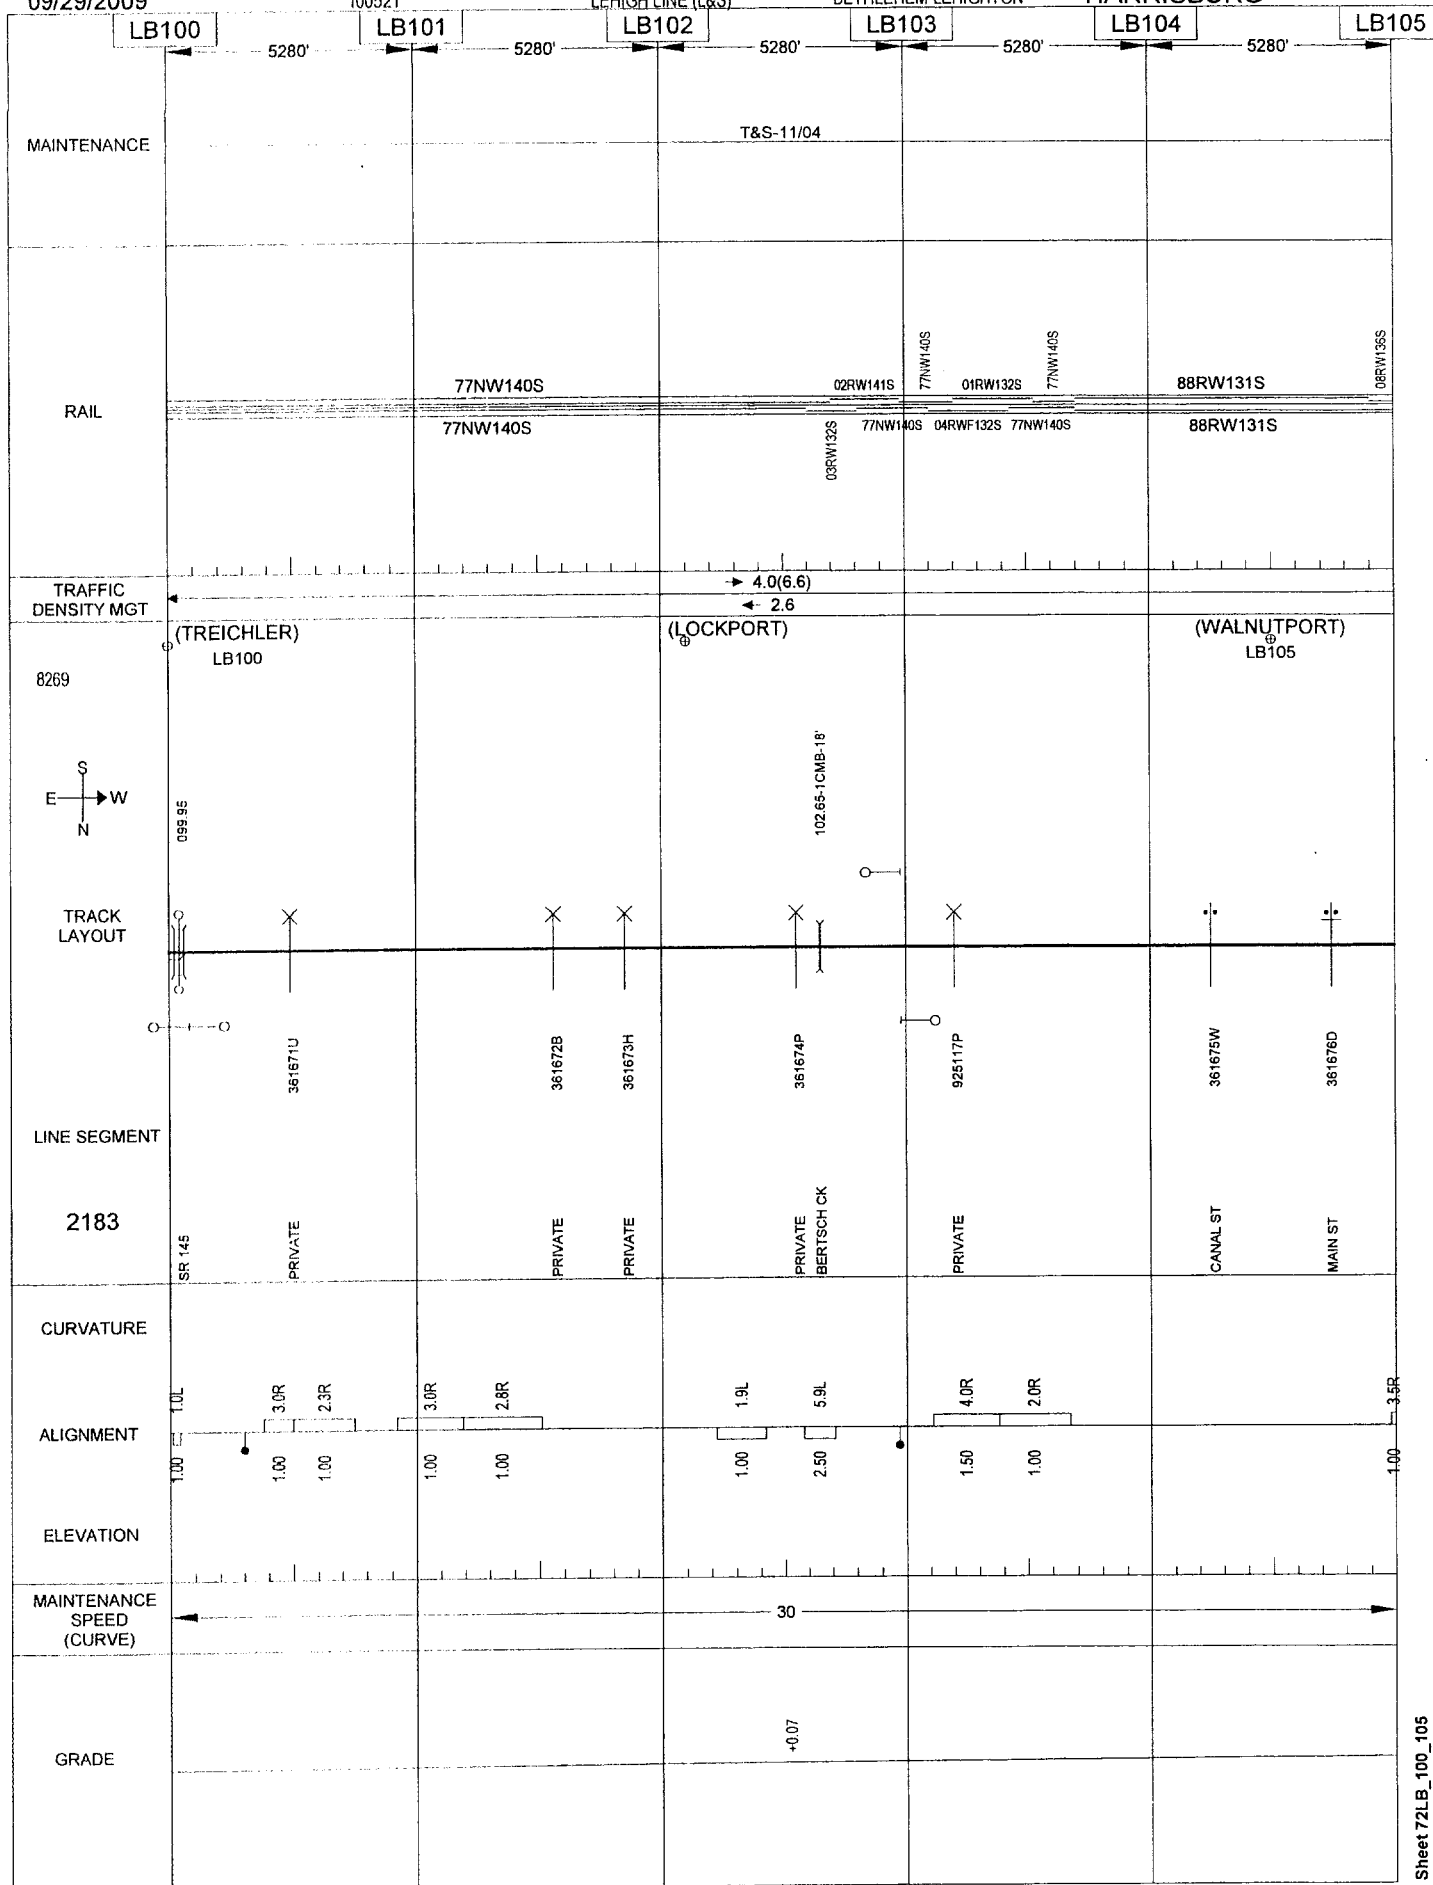 09/29/2009 100521 LEHIGH LINE (L&S) BETHLEHEM-LEHIGHTON HARRISBURG
LB100 LB101 LB102 LB103 LB104 LB105
5280' 5280' 5280' 5280' 5280'
MAINTENANCE
T&S-11/04
RAIL
77NW140S
02RW141S
77NW140S
01RW132S
77NW140S
88RW131S
08RW136S
77NW140S
03RW132S
77NW140S
04RWF132S
77NW140S
88RW131S
TRAFFIC
DENSITY MGT
4.0(6.6)
2.6
(TREICHLER)
LB100
(LOCKPORT)
(WALNUTPORT)
LB105
8269
S
E W
N
099.95
102.65-1CMB-18'
TRACK
LAYOUT
361671U
361672B
361673H
361674P
925117P
361675W
361676D
LINE SEGMENT
2183
SR 145
PRIVATE
PRIVATE
PRIVATE
PRIVATE
BERTSCH CK
PRIVATE
CANAL ST
MAIN ST
CURVATURE
1.0L 3.0R 2.3R 3.0R 2.8R 1.9L 5.9L 4.0R 2.0R 3.5R
ALIGNMENT
1.00 1.00 1.00 1.00 1.00 1.00 2.50 1.50 1.00 1.00
ELEVATION
MAINTENANCE
SPEED
(CURVE)
30
GRADE
+0.07
Sheet 72LB_100_105